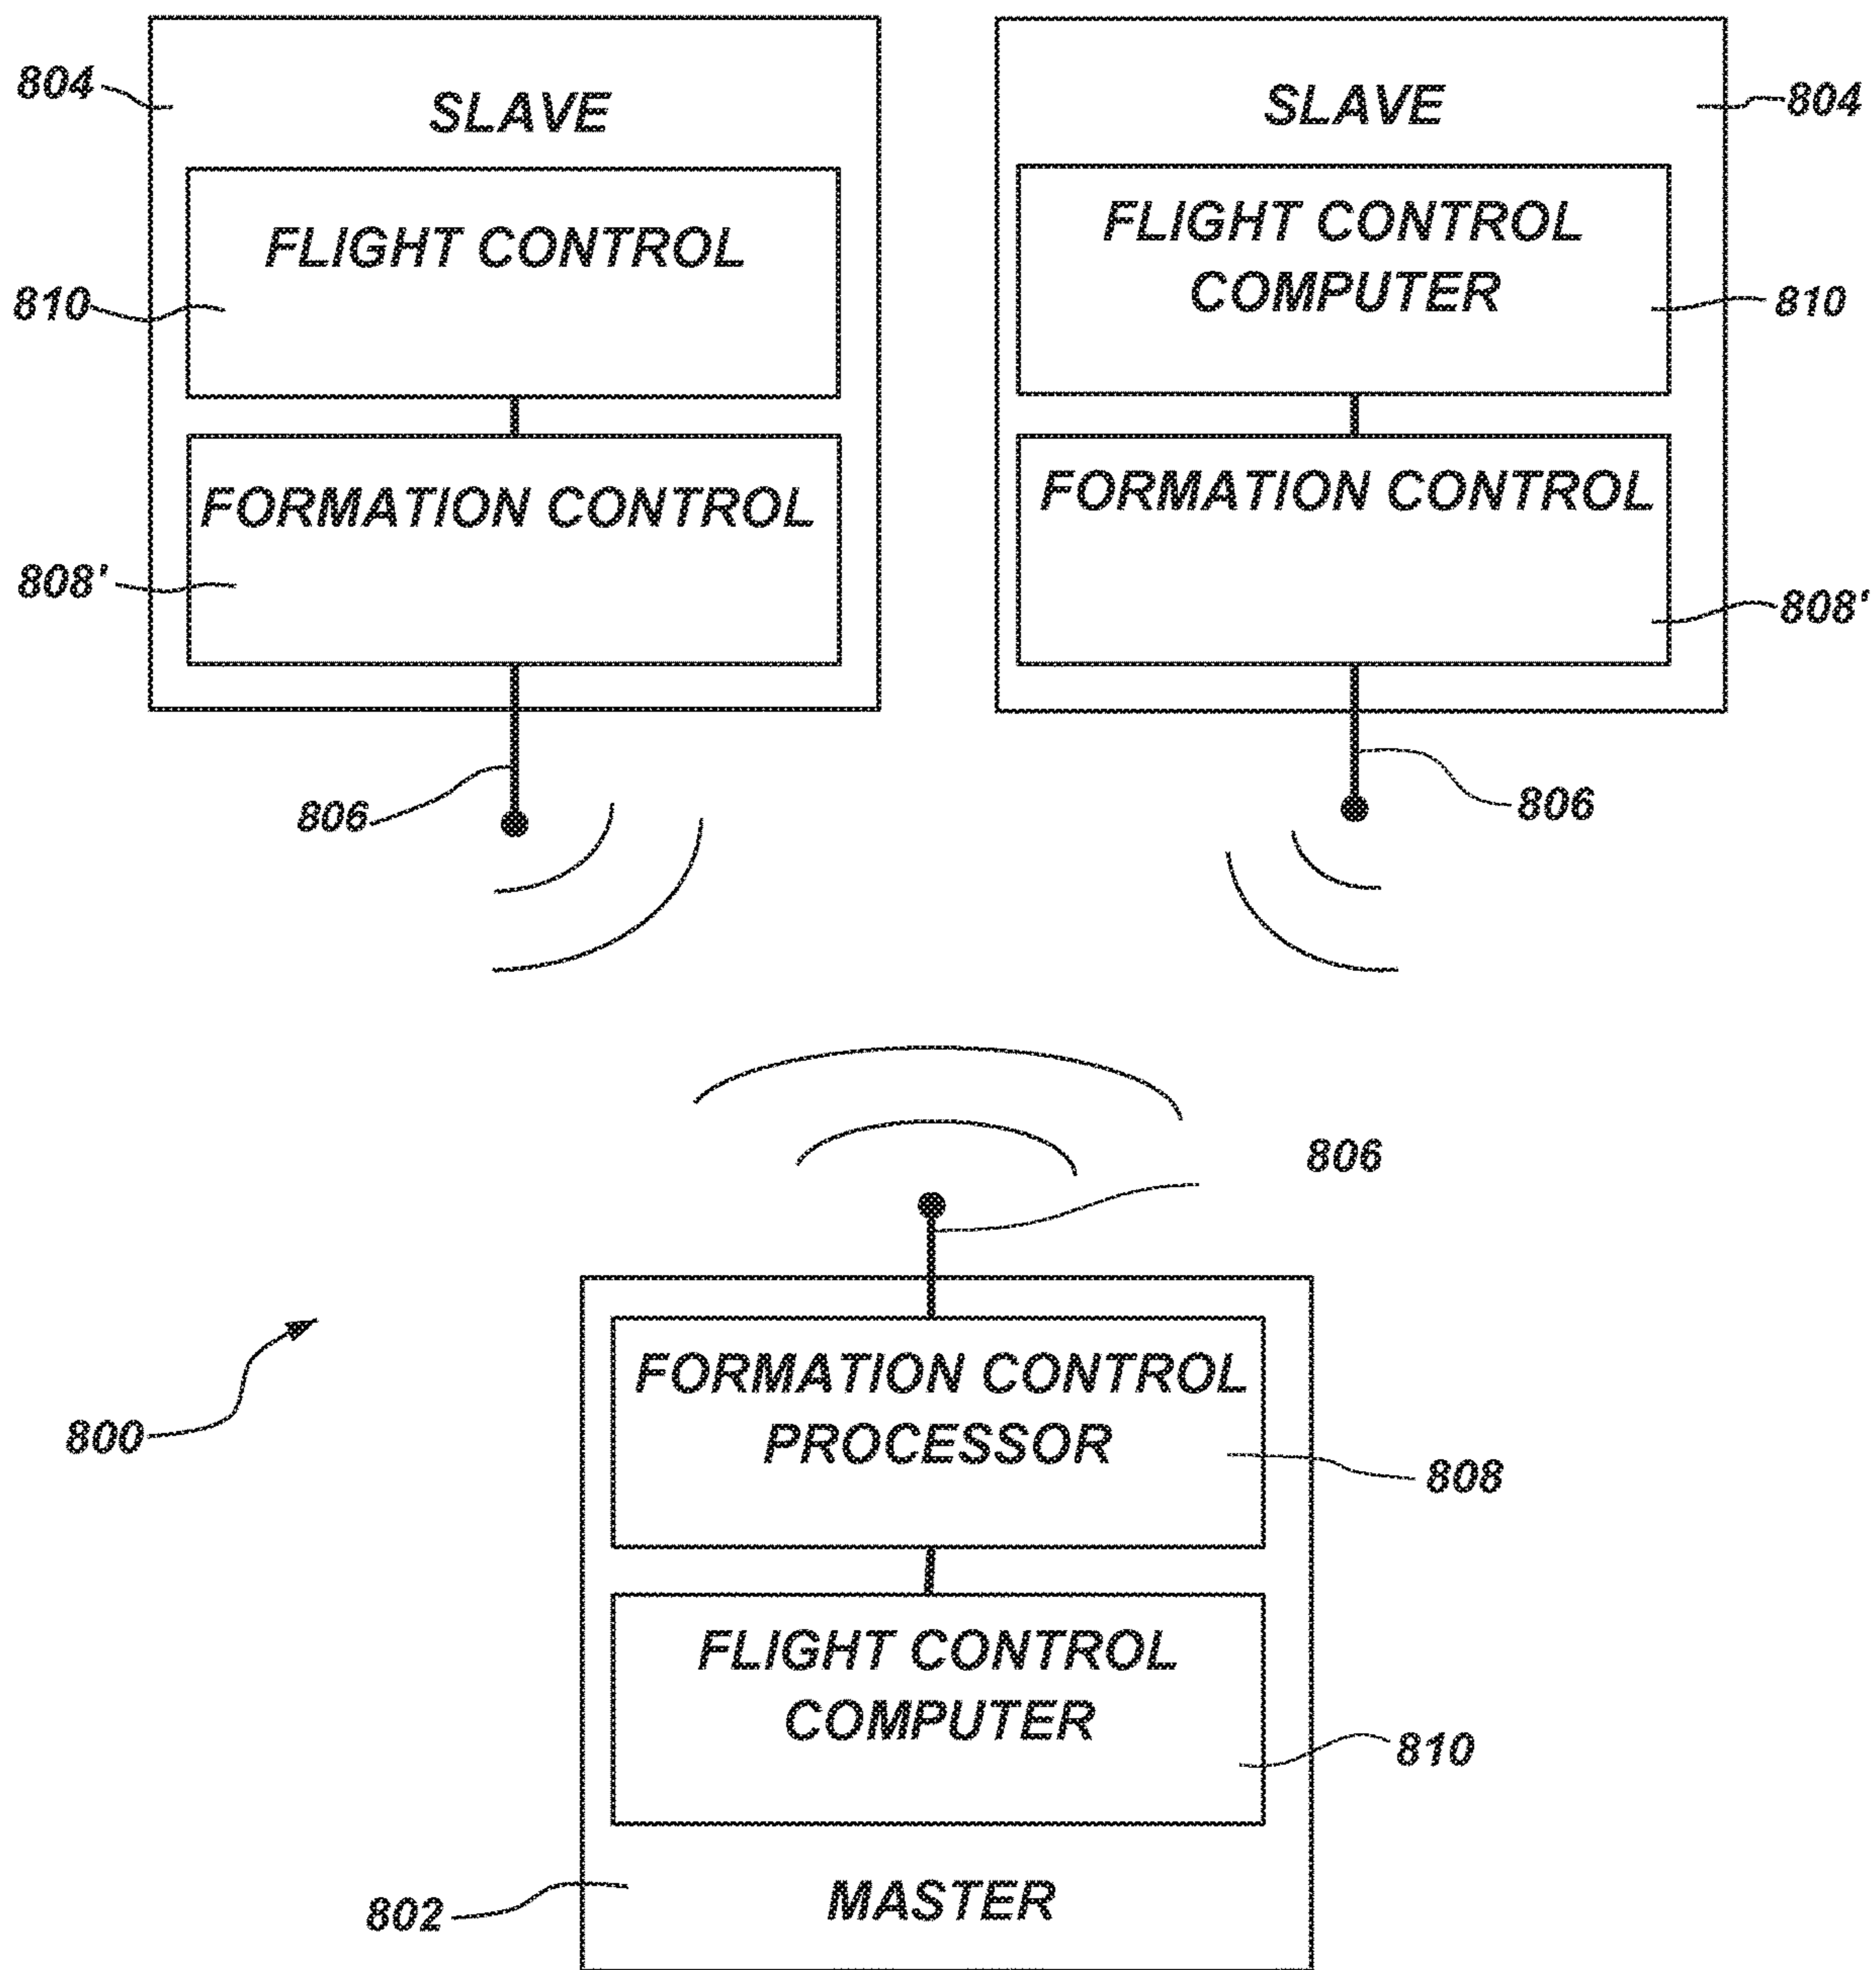 804
SLAVE
FLIGHT CONTROL
810
FORMATION CONTROL
808'
806
SLAVE
804
FLIGHT CONTROL
COMPUTER
810
FORMATION CONTROL
808'
806
806
800
FORMATION CONTROL
PROCESSOR
808
FLIGHT CONTROL
COMPUTER
810
802
MASTER